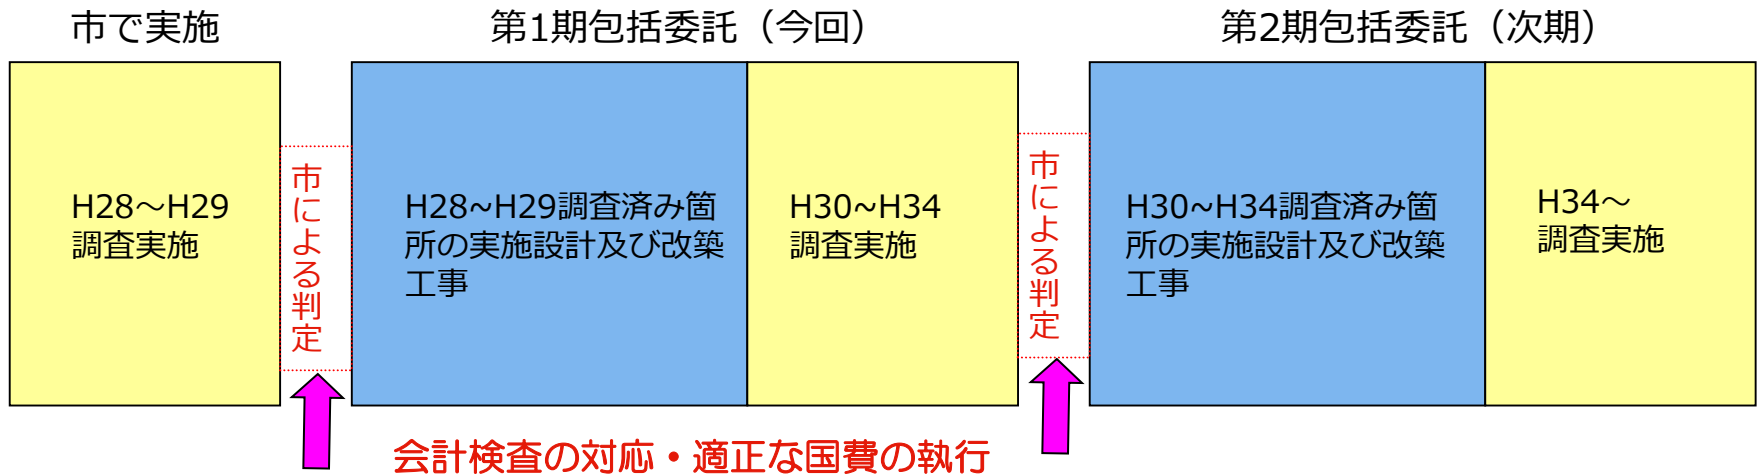 市で実施
第1期包括委託（今回）
第2期包括委託（次期）
H28～H29
調査実施
市による判定
H28~H29調査済み箇
所の実施設計及び改築
工事
H30~H34
調査実施
市による判定
H30~H34調査済み箇
所の実施設計及び改築
工事
H34～
調査実施
会計検査の対応・適正な国費の執行